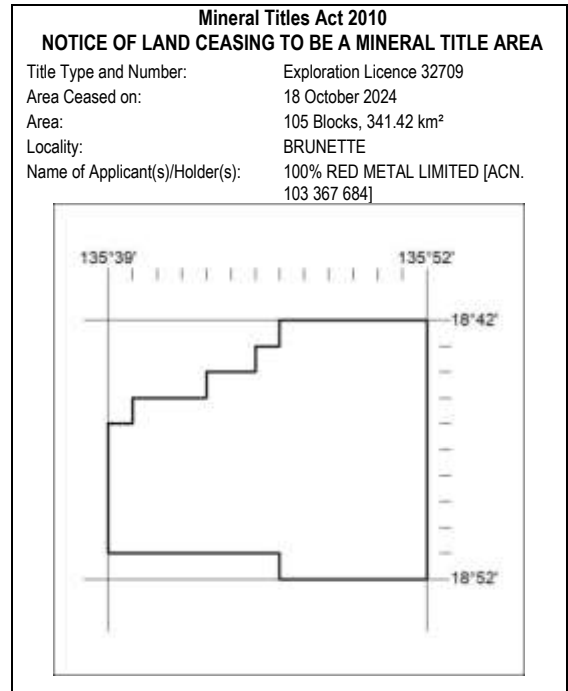 Mineral Titles Act 2010
NOTICE OF LAND CEASING TO BE A MINERAL TITLE AREA
Title Type and Number: Exploration Licence 32709
Area Ceased on: 18 October 2024
Area: 105 Blocks, 341.42 km²
Locality: BRUNETTE
Name of Applicant(s)/Holder(s): 100% RED METAL LIMITED [ACN.
103 367 684]
135°39' 135°52'
18°42'
18°52'